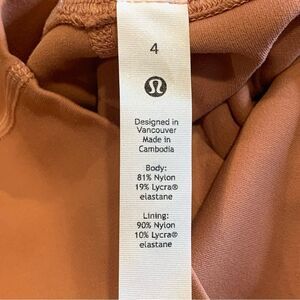 4
Designed in
Vancouver
Made in
Cambodia
Body:
81% Nylon
19% Lycra®
elastane
Lining:
90% Nylon
10% Lycra®
elastane